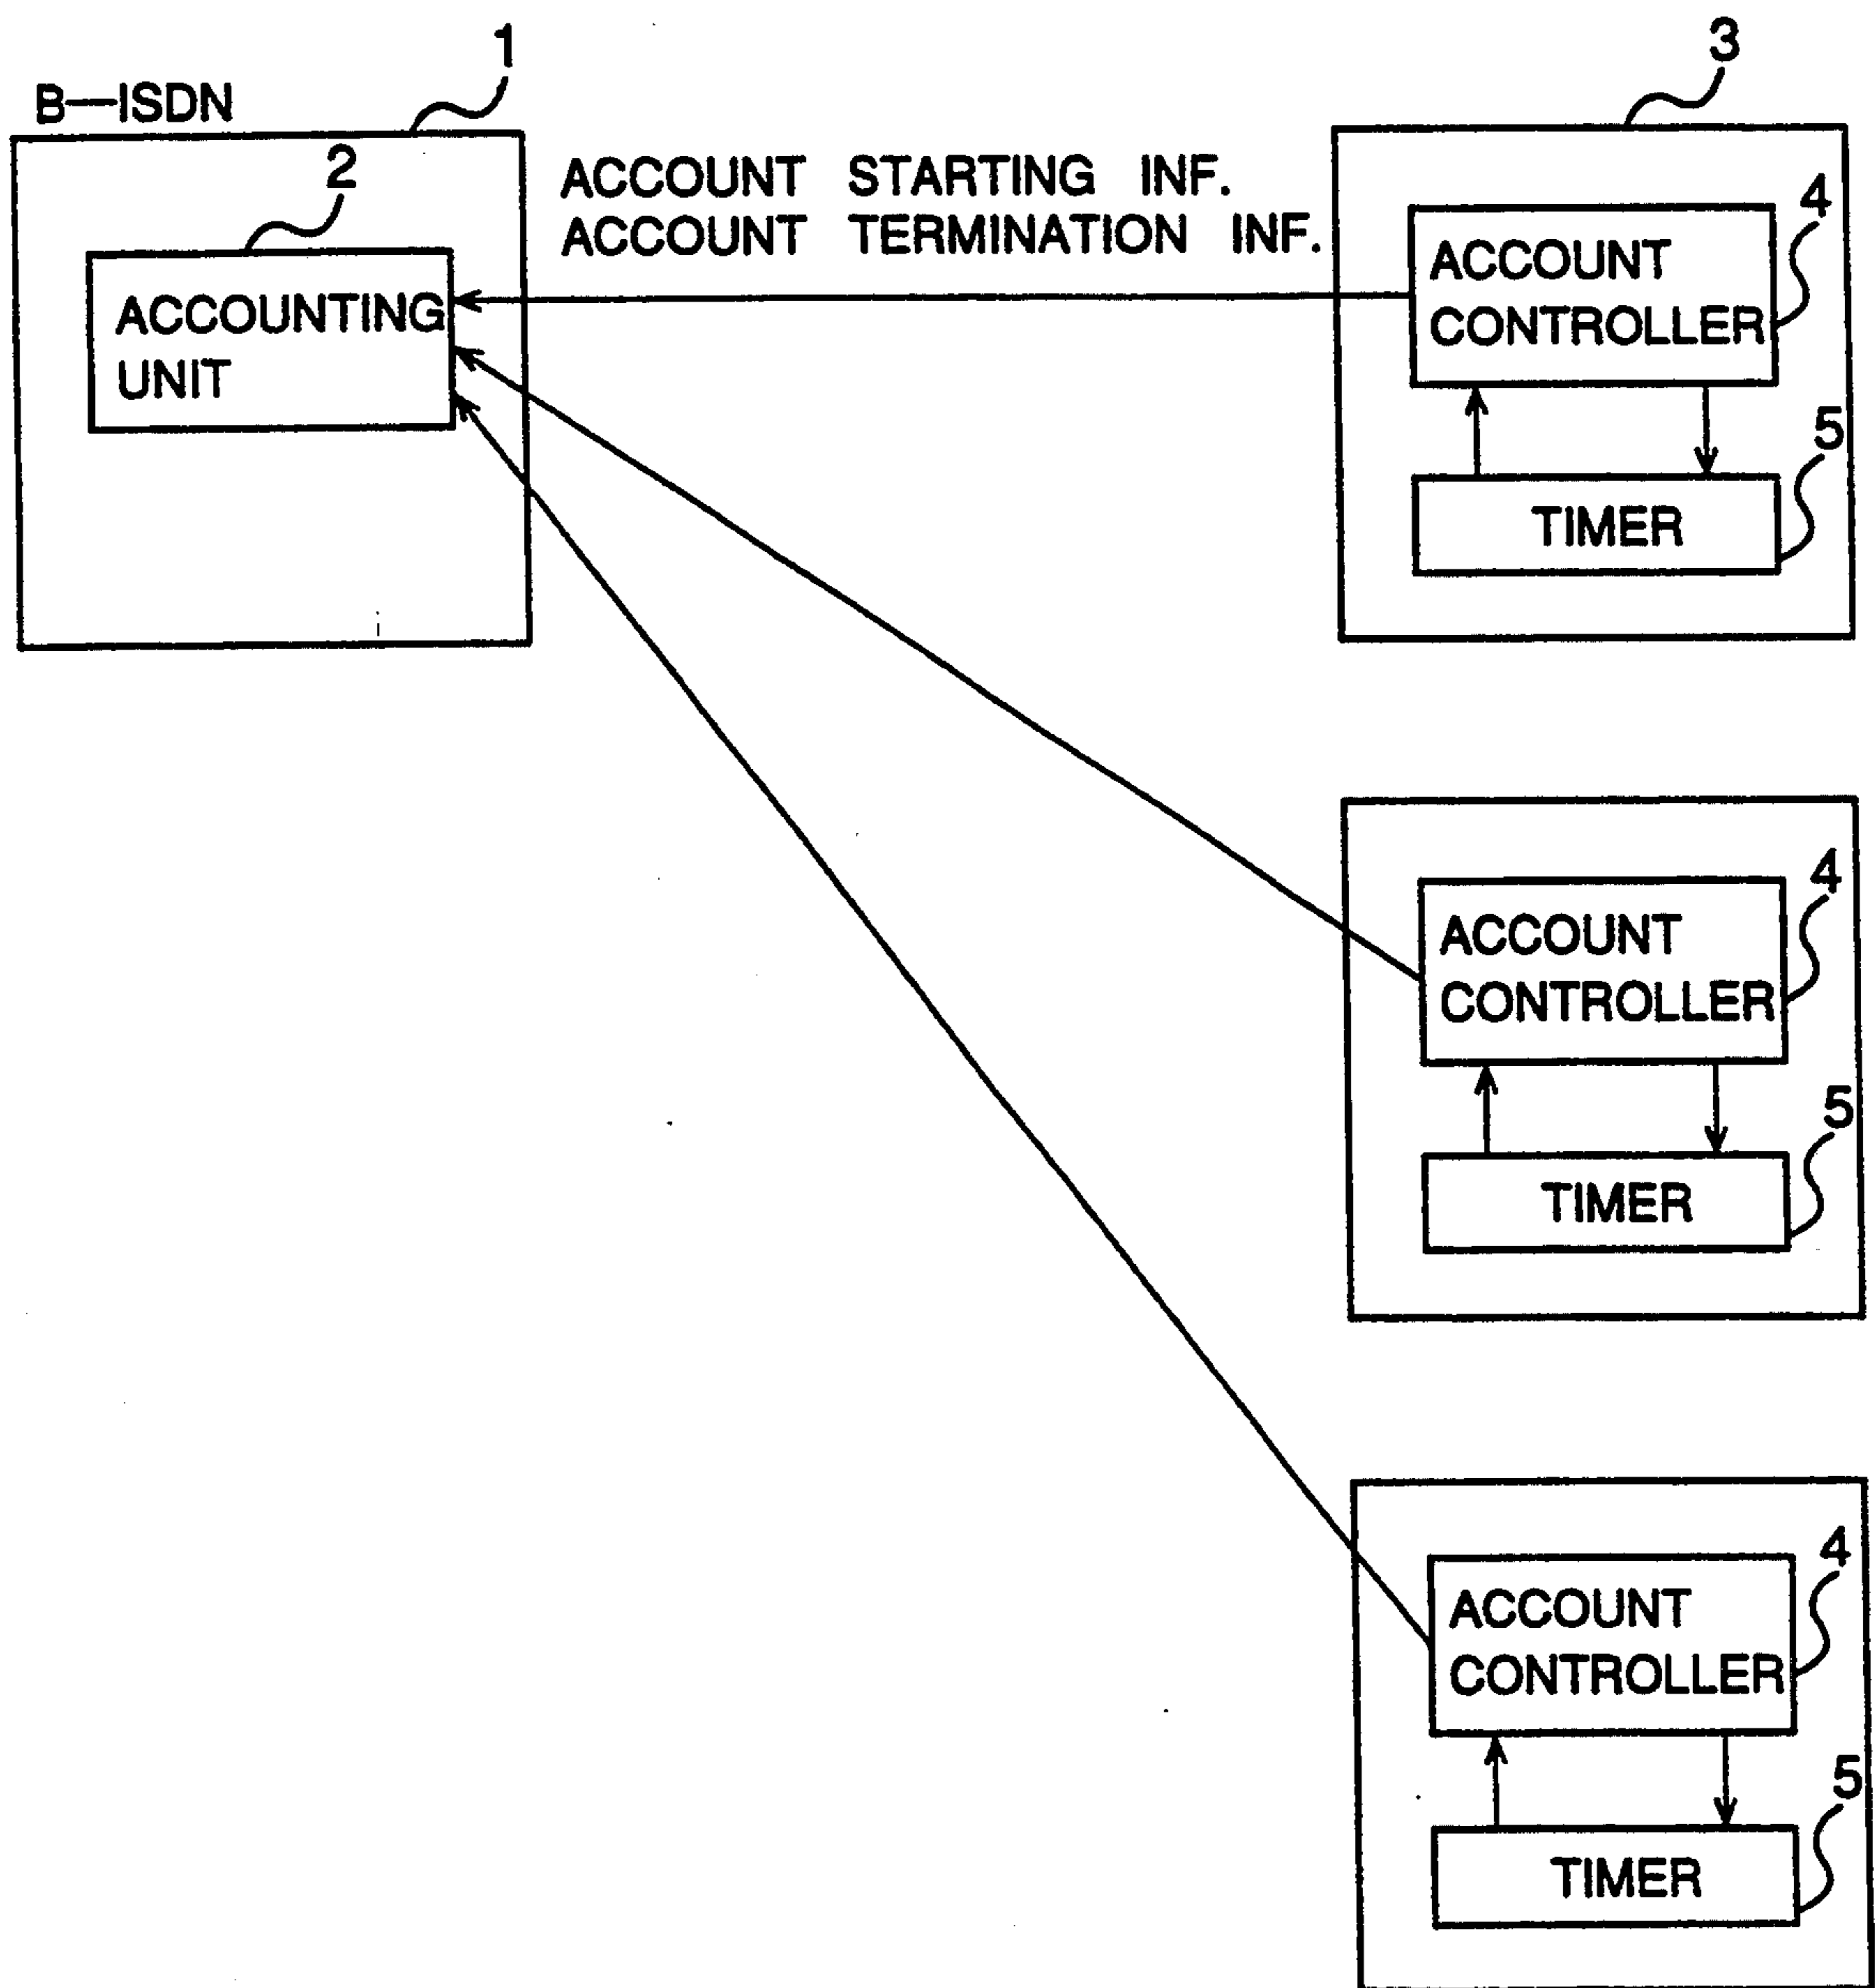 1
3
B—ISDN
2
ACCOUNT STARTING INF.
ACCOUNT TERMINATION INF.
4
ACCOUNT
CONTROLLER
ACCOUNTING
UNIT
5
TIMER
4
ACCOUNT
CONTROLLER
5
TIMER
4
ACCOUNT
CONTROLLER
5
TIMER